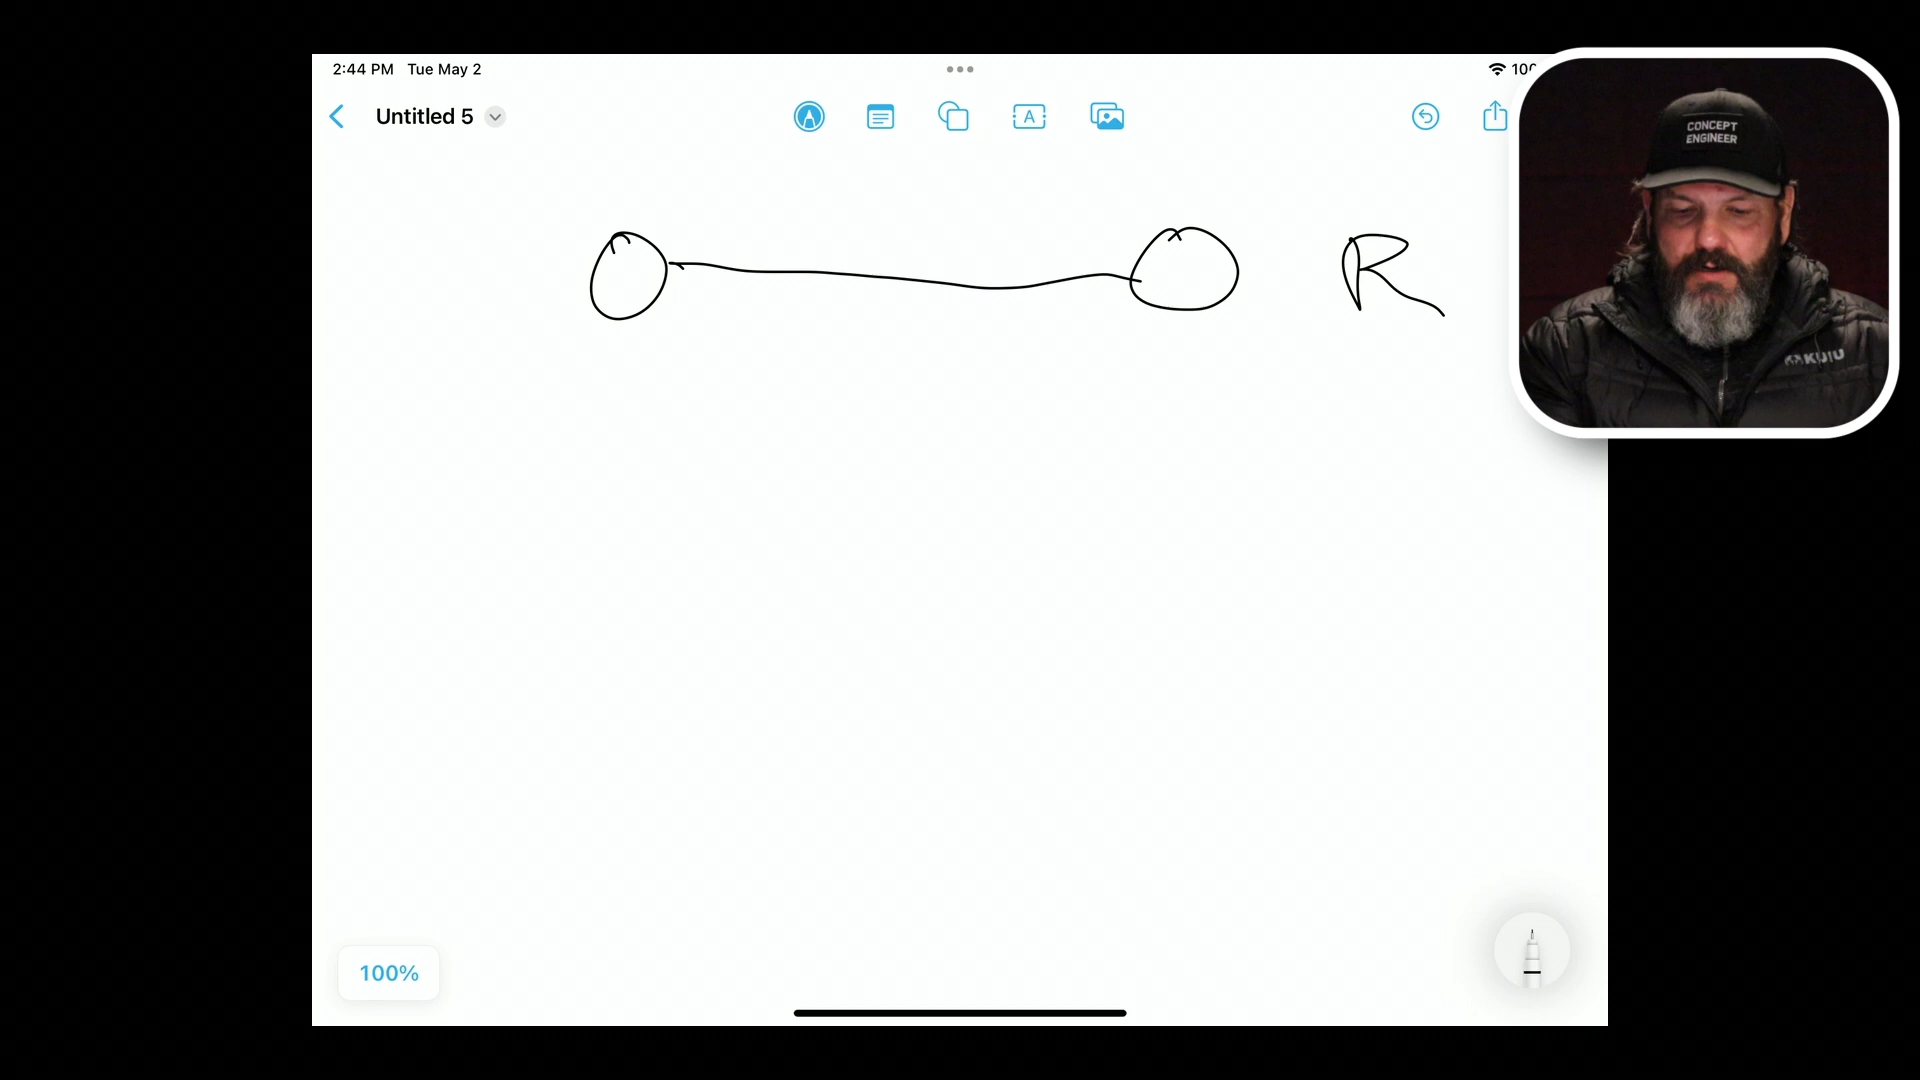 2:44 PM Tue May 2
Untitled 5
A
R
CONCEPT
ENGINEER
KUIU
100%